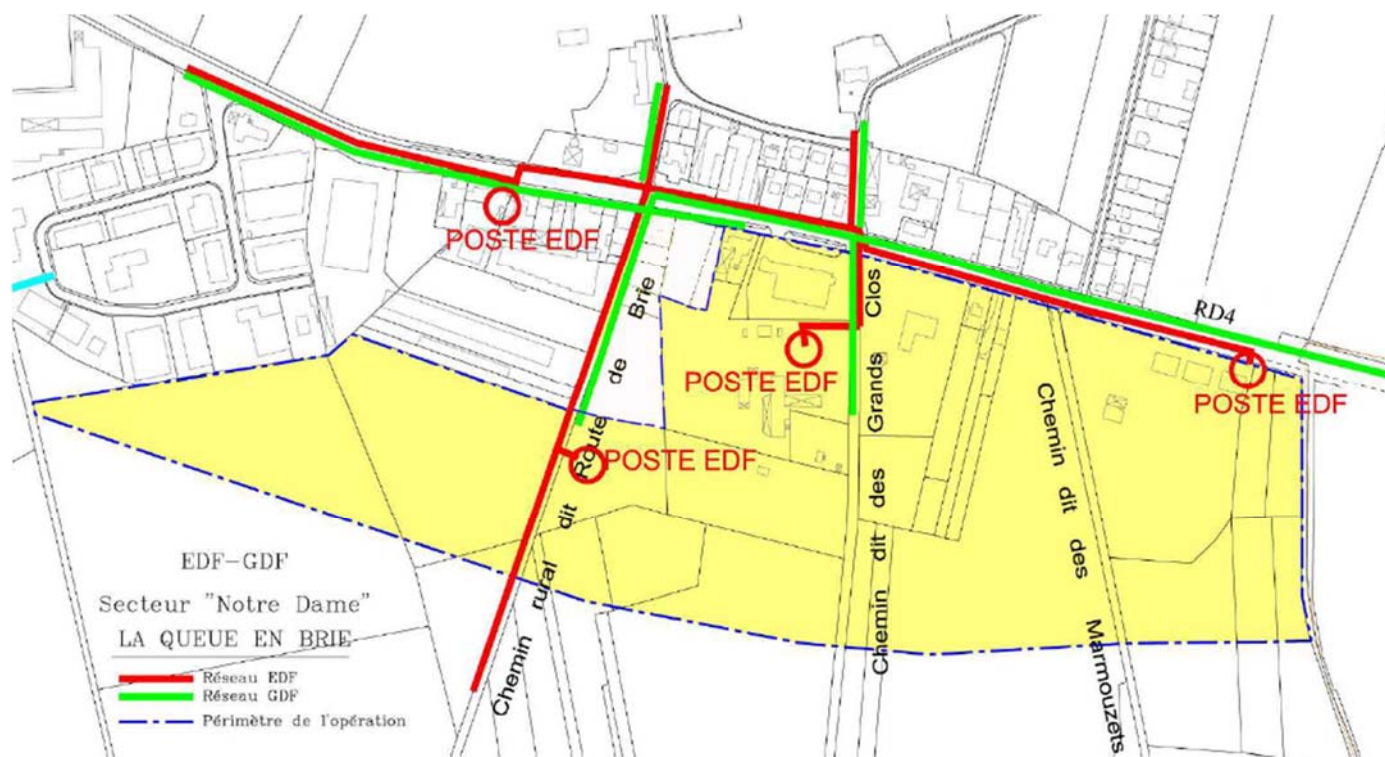 POSTE EDF
Brie
de
Route
dit
rural
Chemin
POSTE EDF
Clos
Grands
des
dit
Chemin
POSTE EDF
RD4
POSTE EDF
Chemin dit des Marmouzets
EDF-GDF
Secteur "Notre Dame"
LA QUEUE EN BRIE
Réseau EDF
Réseau GDF
Périmètre de l'opération